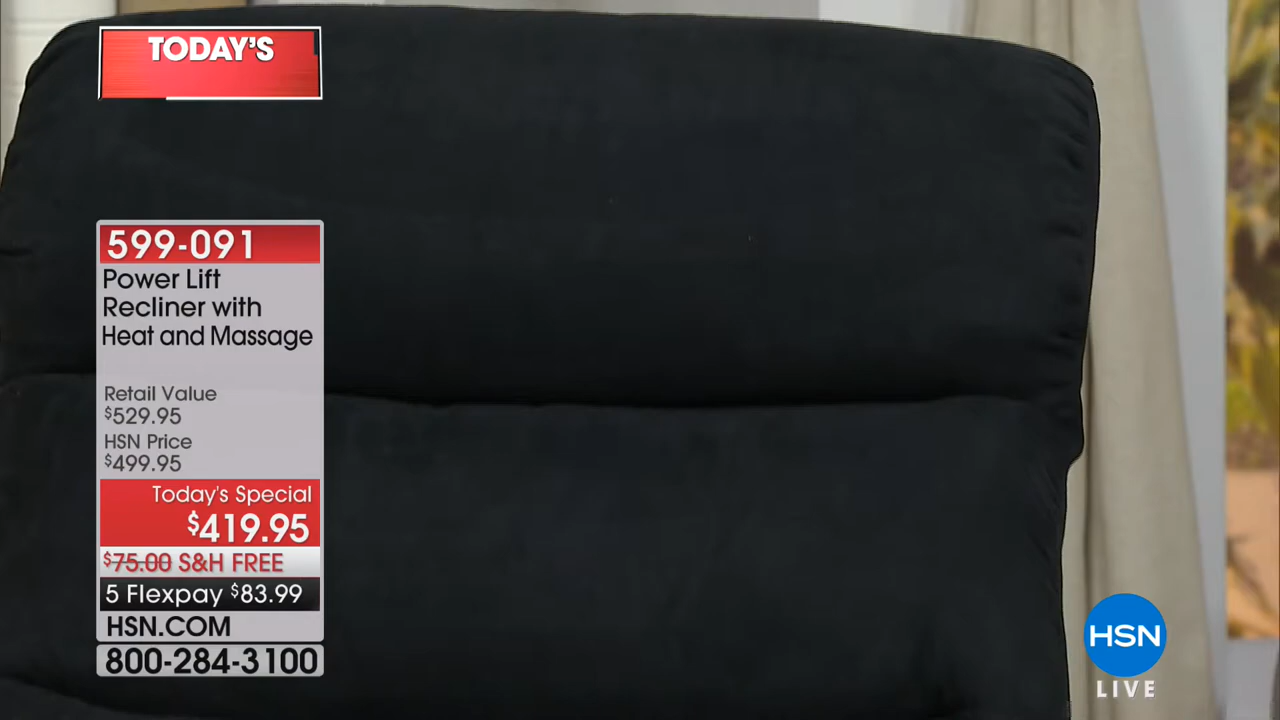 TODAY'S
599-091
Power Lift
Recliner with
Heat and Massage
Retail Value
$529.95
HSN Price
$499.95
Today's Special
$419.95
$75.00 S&H FREE
5 Flexpay $83.99
HSN.COM
800-284-3100
HSN
LIVE